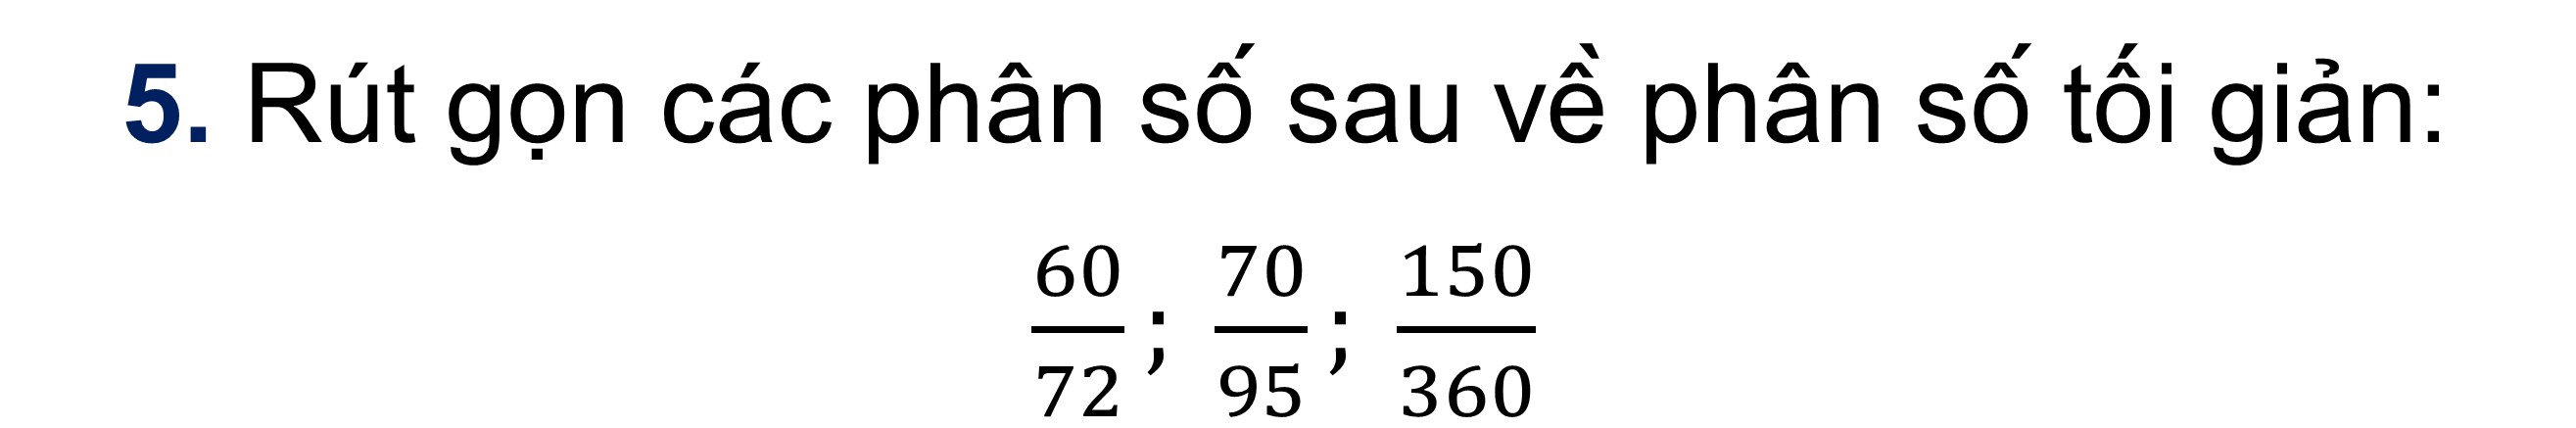 5. Rút gọn các phân số sau về phân số tối giản:
60/72 ; 70/95 ; 150/360